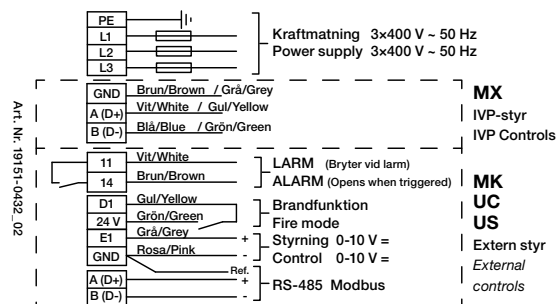 PE
L1
L2
L3
Kraftmatning 3×400 V ~ 50 Hz
Power supply 3×400 V ~ 50 Hz
GND Brun/Brown / Grå/Grey
A (D+) Vit/White / Gul/Yellow
B (D-) Blå/Blue / Grön/Green
MX
IVP-styr
IVP Controls
Art. Nr. 19151-0432_02
11 Vit/White
14 Brun/Brown
LARM (Bryter vid larm)
ALARM (Opens when triggered)
D1 Gul/Yellow
24 V Grön/Green
Brandfunktion
Fire mode
E1 Grå/Grey +
GND Rosa/Pink -
Styrning 0-10 V =
Control 0-10 V =
Ref.
A (D+) +
B (D-) -
RS-485 Modbus
MK
UC
US
Extern styr
External
controls